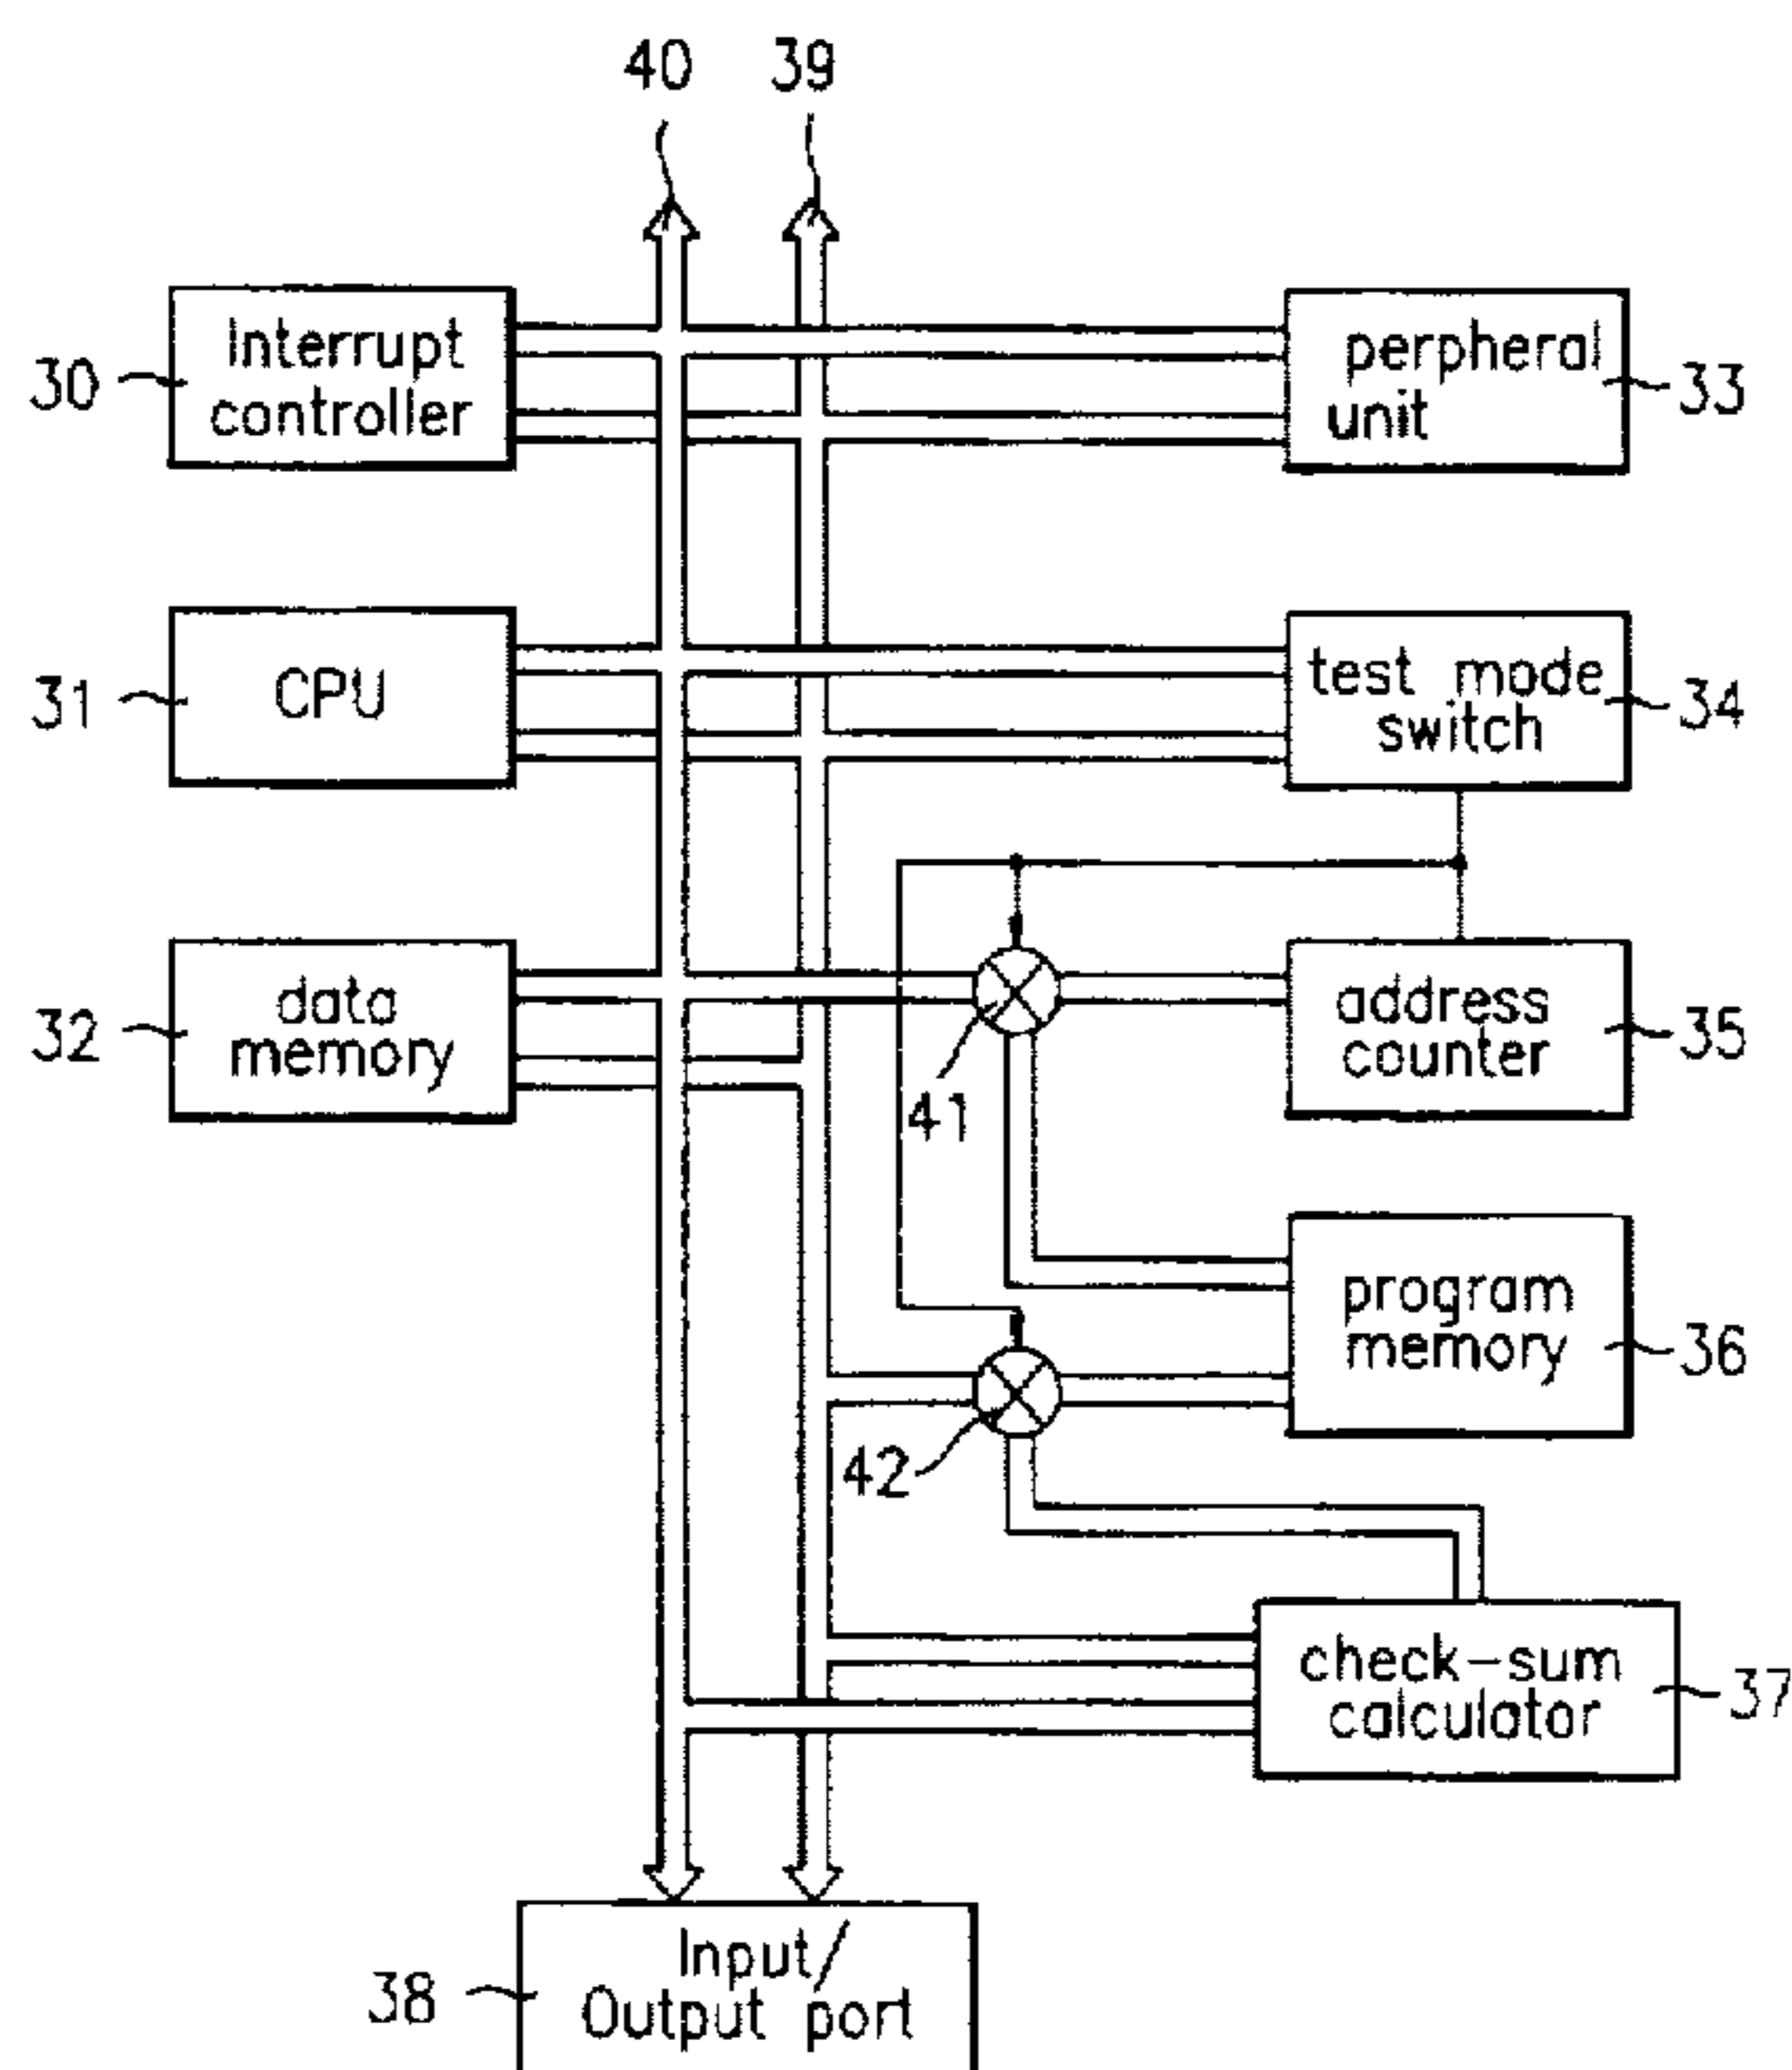 40 39
Interrupt
controller
30
perpheral
unit
33
CPU
31
test mode
switch
34
data
memory
32
address
counter
35
41
program
memory
36
42
check-sum
calculator
37
Input/
Output port
38